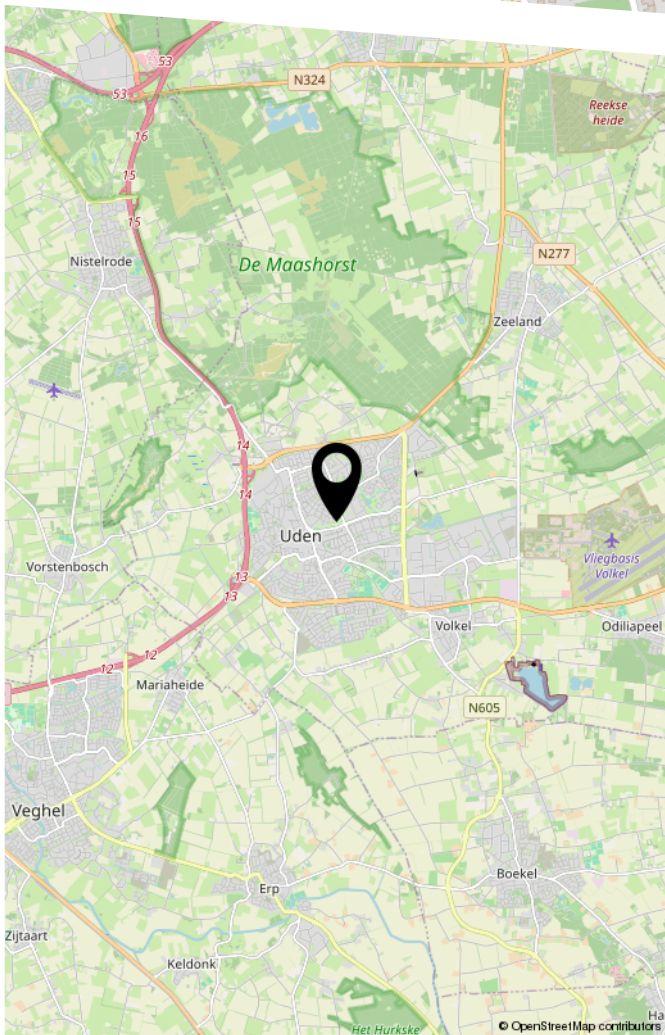 53
53
N324
16
Reekse
heide
15
15
N277
Nistelrode
De Maashorst
Zeeland
14
14
Uden
Vliegbasis
Volkel
Vorstenbosch
13
13
Volkel
Odiliapeel
12
12
Mariaheide
N605
Veghel
Boekel
Erp
Zijtaart
Keldonk
Het Hurkske
Ha
© OpenStreetMap contributors